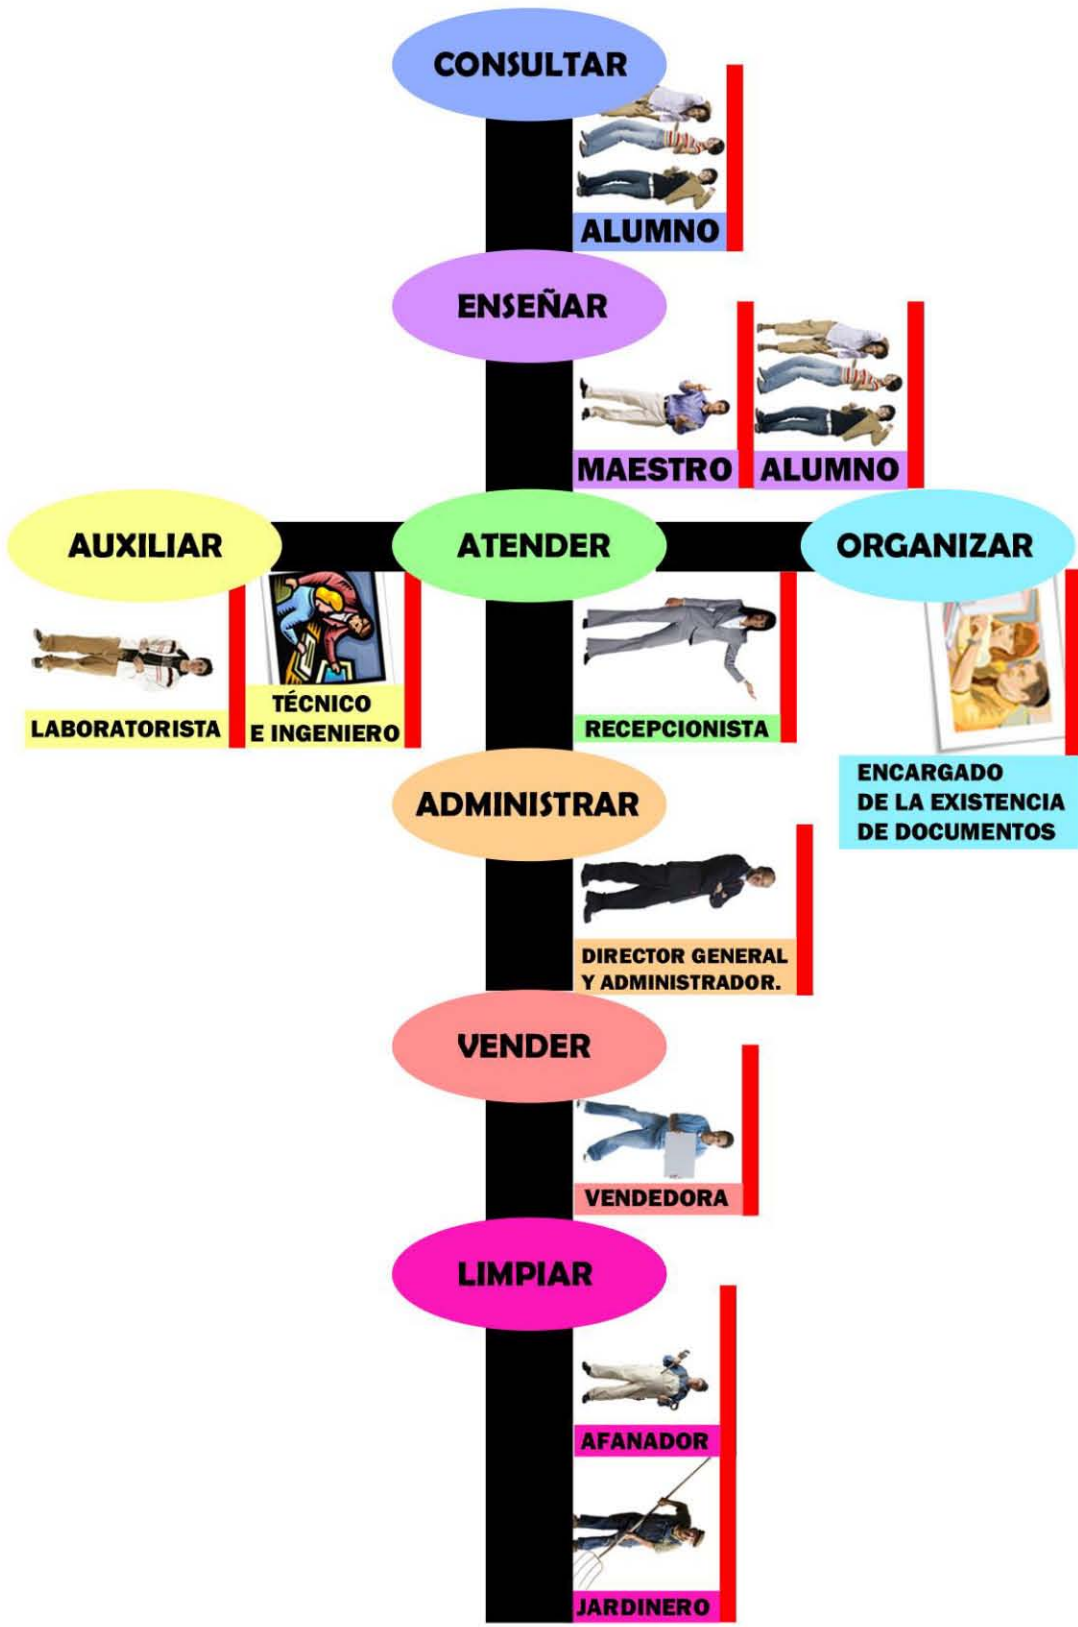 CONSULTAR
ALUMNO
ENSEÑAR
MAESTRO
ALUMNO
AUXILIAR
ATENDER
ORGANIZAR
LABORATORISTA
TÉCNICO
E INGENIERO
RECEPCIONISTA
ENCARGADO
DE LA EXISTENCIA
DE DOCUMENTOS
ADMINISTRAR
DIRECTOR GENERAL
Y ADMINISTRADOR.
VENDER
VENDEDORA
LIMPIAR
AFANADOR
JARDINERO